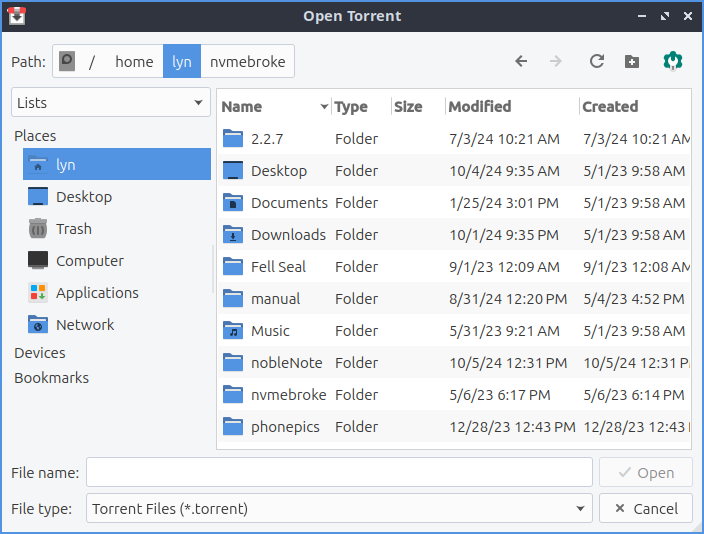 Open Torrent
Path: / home lyn nvmebroke
Lists
Places
lyn
Desktop
Trash
Computer
Applications
Network
Devices
Bookmarks
Name Type Size Modified Created
2.2.7 Folder 7/3/24 10:21 AM 7/3/24 10:21 AM
Desktop Folder 10/4/24 9:35 AM 5/1/23 9:58 AM
Documents Folder 1/25/24 3:01 PM 5/1/23 9:58 AM
Downloads Folder 10/1/24 9:35 PM 5/1/23 9:58 AM
Fell Seal Folder 9/1/23 12:09 AM 9/1/23 12:08 AM
manual Folder 8/31/24 12:20 PM 5/4/23 4:52 PM
Music Folder 5/31/23 9:21 AM 5/1/23 9:58 AM
nobleNote Folder 10/5/24 12:31 PM 10/5/24 12:31 P
nvmebroke Folder 5/6/23 6:17 PM 5/6/23 6:14 PM
phonepics Folder 12/28/23 12:43 PM 12/28/23 12:43
File name: Open
File type: Torrent Files (*.torrent) Cancel